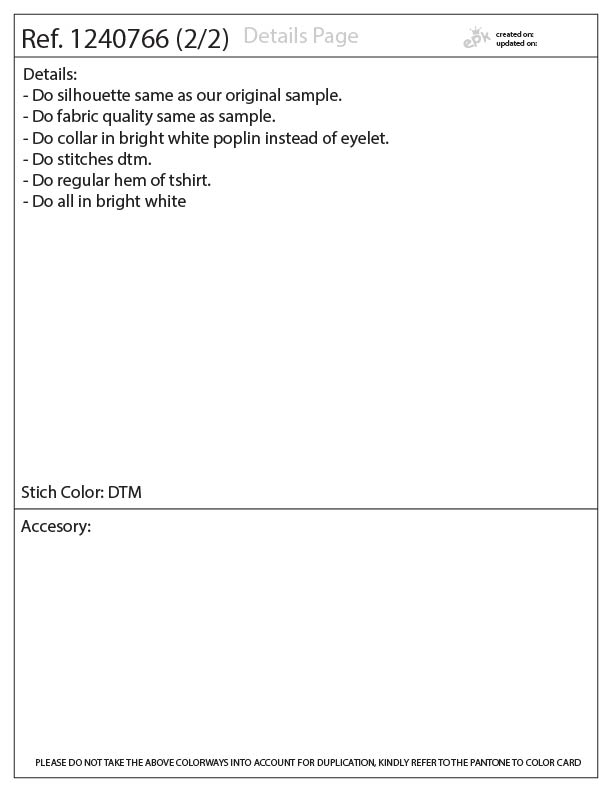 Ref. 1240766 (2/2) Details Page
epk
created on:
updated on:
Details:
- Do silhouette same as our original sample.
- Do fabric quality same as sample.
- Do collar in bright white poplin instead of eyelet.
- Do stitches dtm.
- Do regular hem of tshirt.
- Do all in bright white
Stich Color: DTM
Accesory:
PLEASE DO NOT TAKE THE ABOVE COLORWAYS INTO ACCOUNT FOR DUPLICATION, KINDLY REFER TO THE PANTONE TO COLOR CARD